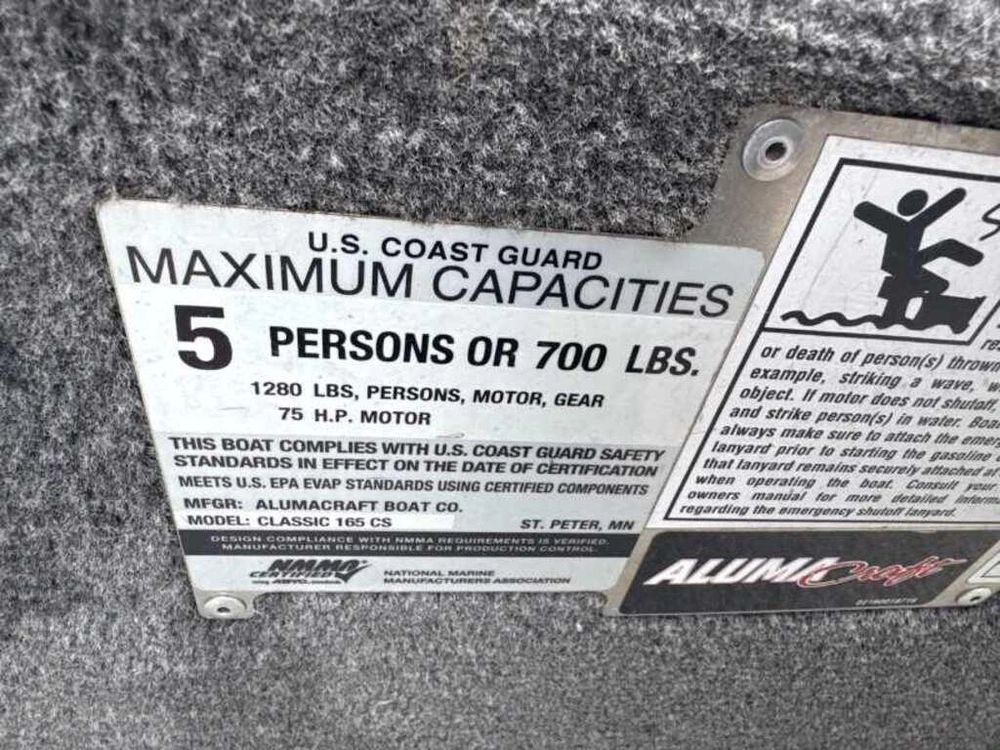 U.S. COAST GUARD
MAXIMUM CAPACITIES
5 PERSONS OR 700 LBS.
1280 LBS, PERSONS, MOTOR, GEAR
75 H.P. MOTOR
THIS BOAT COMPLIES WITH U.S. COAST GUARD SAFETY
STANDARDS IN EFFECT ON THE DATE OF CERTIFICATION
MEETS U.S. EPA EVAP STANDARDS USING CERTIFIED COMPONENTS
MFGR: ALUMACRAFT BOAT CO.
MODEL: CLASSIC 165 CS ST. PETER, MN
DESIGN COMPLIANCE WITH NMMA REQUIREMENTS IS VERIFIED.
MANUFACTURER RESPONSIBLE FOR PRODUCTION CONTROL.
NMMA
CERTIFIED
NATIONAL MARINE
MANUFACTURERS ASSOCIATION
or death of person(s)
example, striking a wave,
object. If motor does not shutoff,
and strike person(s) in water.
always make sure to attach the
lanyard prior to starting the gasoline
that lanyard remains securely attached
when operating the boat. Consult your
owners manual for more detailed
regarding the emergency shutoff lanyard.
ALUMACraft